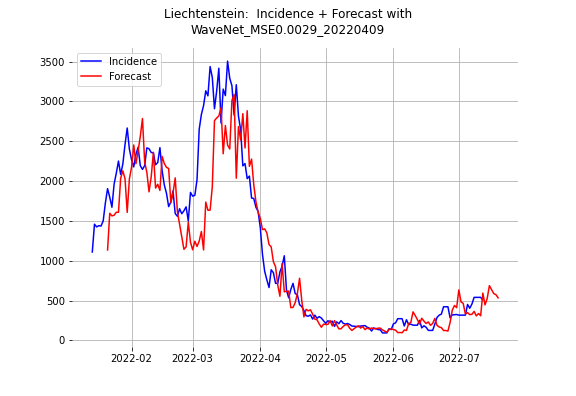 Liechtenstein:  Incidence + Forecast with
WaveNet_MSE0.0029_20220409
Incidence
Forecast
3500
3000
2500
2000
1500
1000
500
0
2022-02 2022-03 2022-04 2022-05 2022-06 2022-07